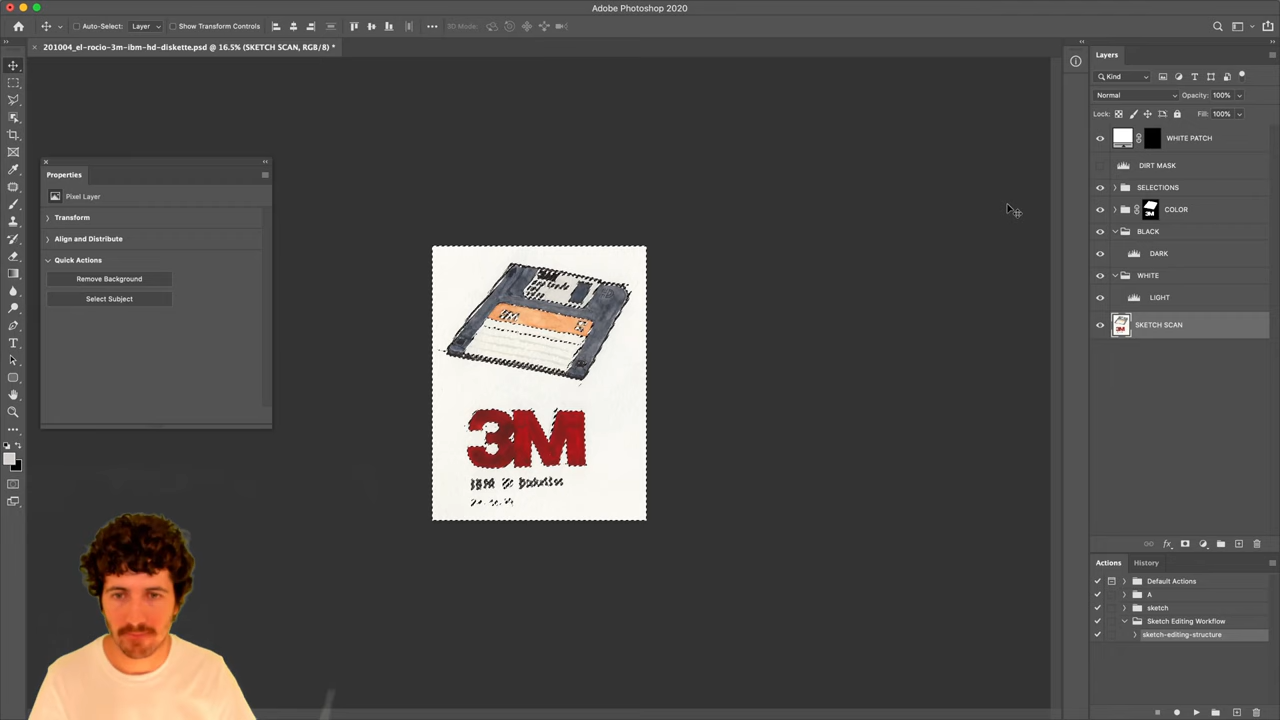 Adobe Photoshop 2020
Auto-Select: Layer Show Transform Controls 3D Mode:
201004_el-rocio-3m-ibm-hd-diskette.psd @ 16.5% (SKETCH SCAN, RGB/8) *
Properties
Pixel Layer
Transform
Align and Distribute
Quick Actions
Remove Background
Select Subject
3M
Layers
Kind
Normal Opacity: 100%
Lock: Fill: 100%
WHITE PATCH
DIRT MASK
SELECTIONS
COLOR
BLACK
DARK
WHITE
LIGHT
SKETCH SCAN
Actions History
Default Actions
A
sketch
Sketch Editing Workflow
sketch-editing-structure